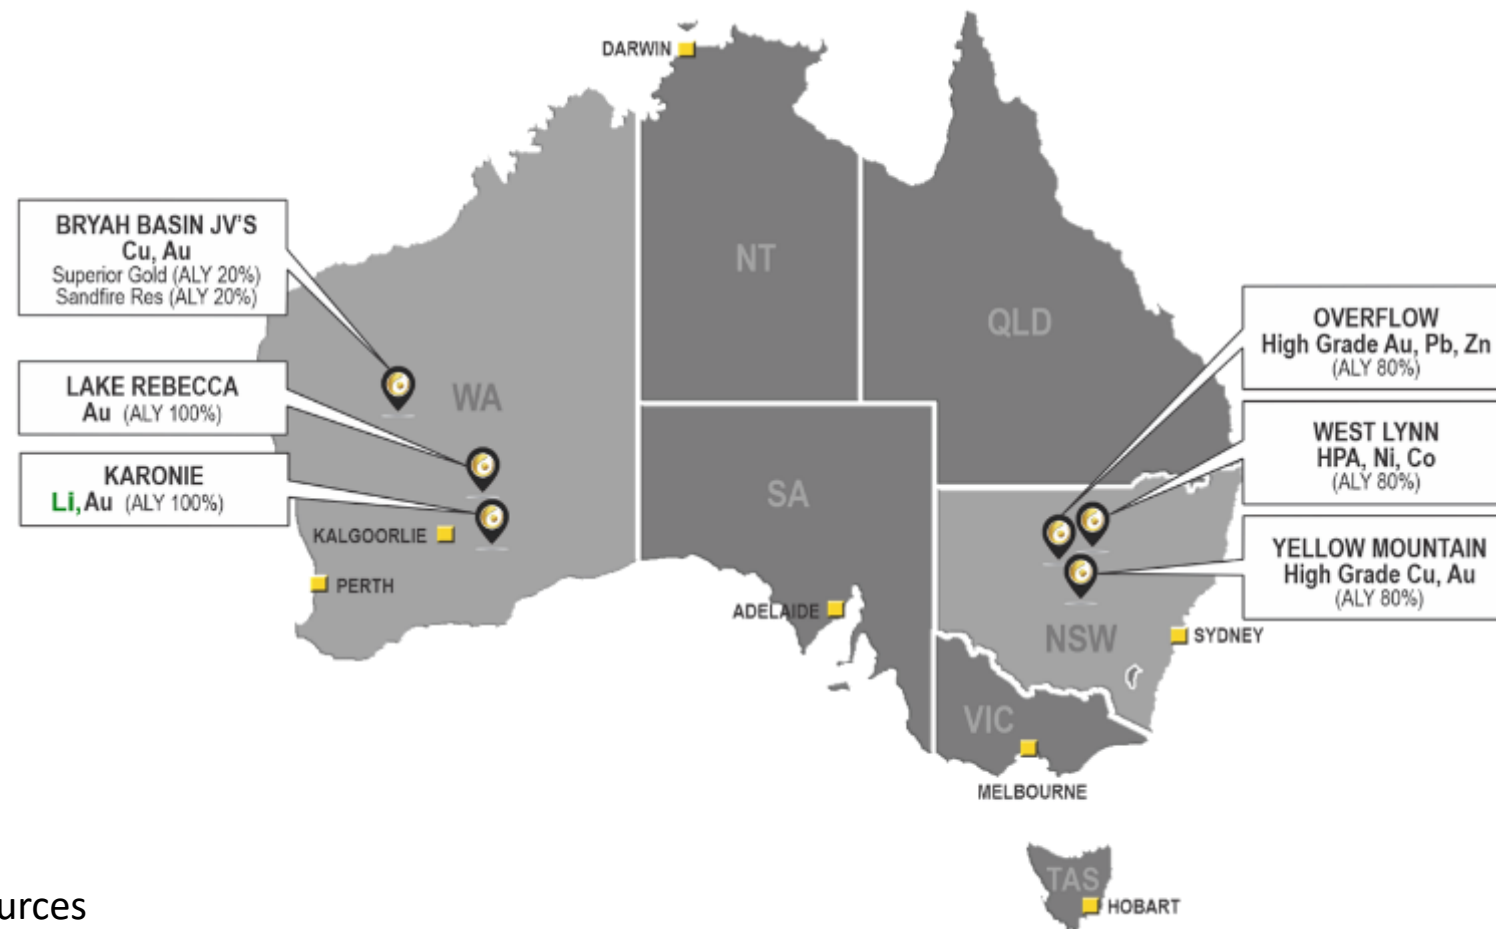 DARWIN
BRYAH BASIN JV'S
Cu, Au
Superior Gold (ALY 20%)
Sandfire Res (ALY 20%)
LAKE REBECCA
Au (ALY 100%)
KARONIE
Li, Au (ALY 100%)
KALGOORLIE
PERTH
WA
NT
QLD
SA
ADELAIDE
OVERFLOW
High Grade Au, Pb, Zn
(ALY 80%)
WEST LYNN
HPA, Ni, Co
(ALY 80%)
YELLOW MOUNTAIN
High Grade Cu, Au
(ALY 80%)
NSW
SYDNEY
VIC
MELBOURNE
TAS
HOBART
urces